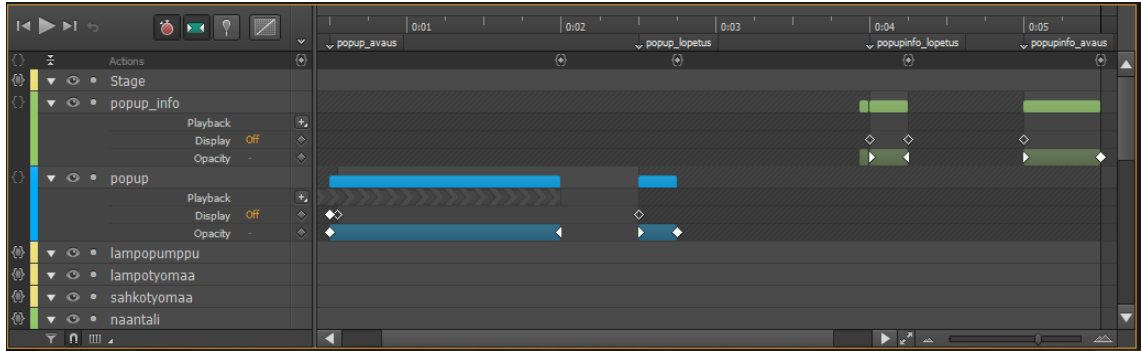 0:01 0:02 0:03 0:04 0:05
popup_avaus popup_lopetus popupinfo_lopetus popupinfo_avaus
Actions
Stage
popup_info
Playback
Display Off
Opacity -
popup
Playback
Display Off
Opacity -
lampopumppu
lampotyomaa
sahkotyomaa
naantali